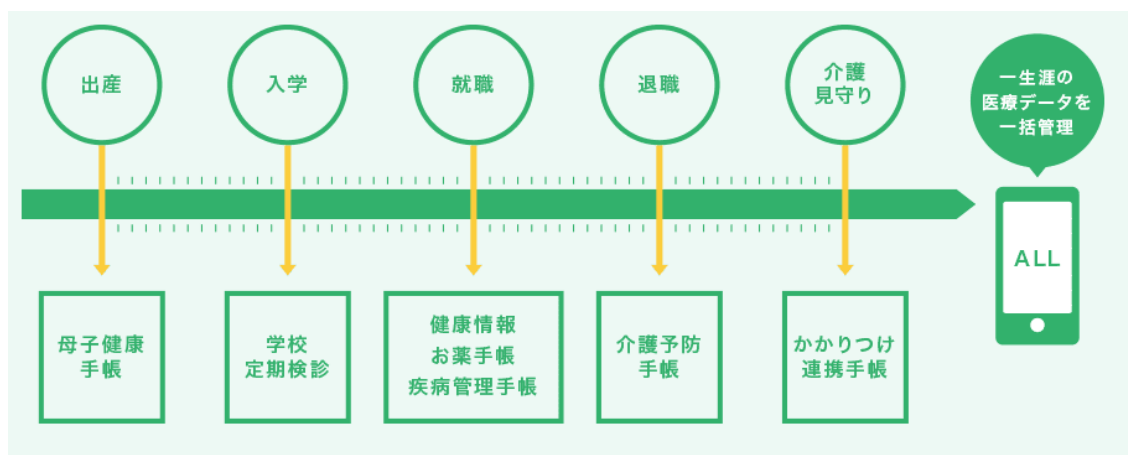 出産
入学
就職
退職
介護
見守り
一生涯の
医療データを
一括管理
ALL
母子健康
手帳
学校
定期検診
健康情報
お薬手帳
疾病管理手帳
介護予防
手帳
かかりつけ
連携手帳